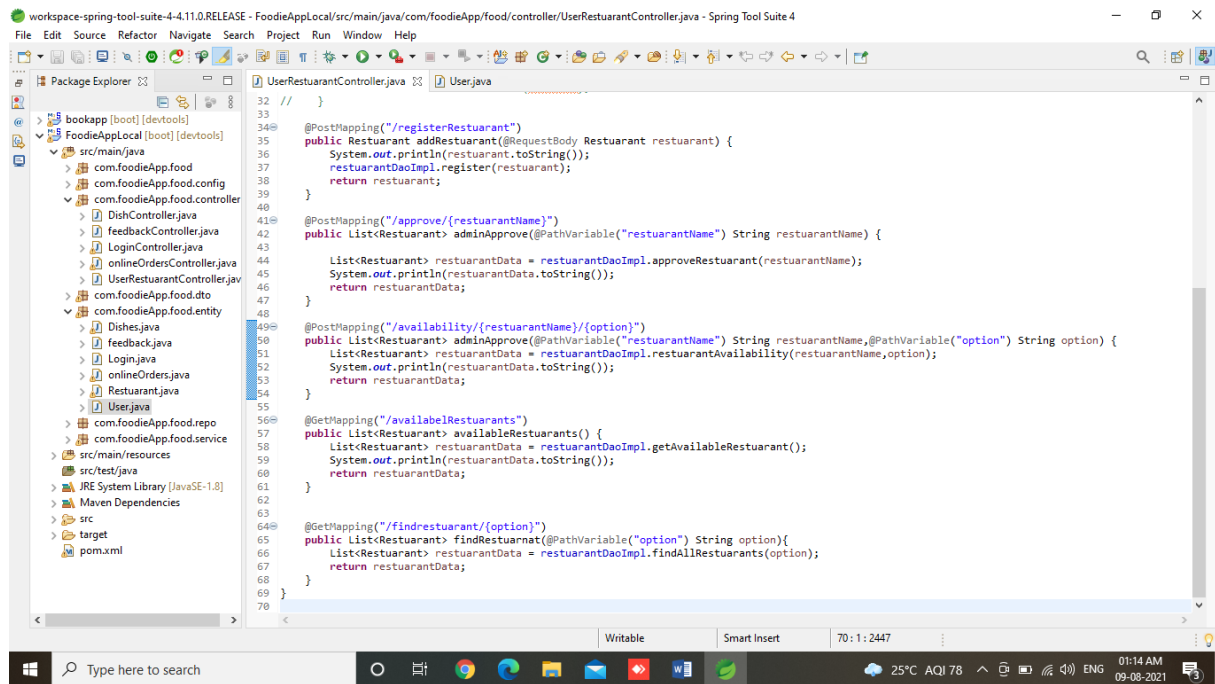 workspace-spring-tool-suite-4-4.11.0.RELEASE - FoodieAppLocal/src/main/java/com/foodieApp/food/controller/UserRestuarantController.java - Spring Tool Suite 4
File Edit Source Refactor Navigate Search Project Run Window Help
Package Explorer
bookapp [boot] [devtools]
FoodieAppLocal [boot] [devtools]
src/main/java
com.foodieApp.food
com.foodieApp.food.config
com.foodieApp.food.controller
DishController.java
feedbackController.java
LoginController.java
onlineOrdersController.java
UserRestuarantController.jav
com.foodieApp.food.dto
com.foodieApp.food.entity
Dishes.java
feedback.java
Login.java
onlineOrders.java
Restuarant.java
User.java
com.foodieApp.food.repo
com.foodieApp.food.service
src/main/resources
src/test/java
JRE System Library [JavaSE-1.8]
Maven Dependencies
src
target
pom.xml
UserRestuarantController.java User.java
32 //    }
33
34 @PostMapping("/registerRestuarant")
35 public Restuarant addRestuarant(@RequestBody Restuarant restuarant) {
36 System.out.println(restuarant.toString());
37 restuarantDaoImpl.register(restuarant);
38 return restuarant;
39 }
40
41 @PostMapping("/approve/{restuarantName}")
42 public List<Restuarant> adminApprove(@PathVariable("restuarantName") String restuarantName) {
43
44 List<Restuarant> restuarantData = restuarantDaoImpl.approveRestuarant(restuarantName);
45 System.out.println(restuarantData.toString());
46 return restuarantData;
47 }
48
49 @PostMapping("/availability/{restuarantName}/{option}")
50 public List<Restuarant> adminApprove(@PathVariable("restuarantName") String restuarantName,@PathVariable("option") String option) {
51 List<Restuarant> restuarantData = restuarantDaoImpl.restuarantAvailability(restuarantName,option);
52 System.out.println(restuarantData.toString());
53 return restuarantData;
54 }
55
56 @GetMapping("/availabelRestuarants")
57 public List<Restuarant> availableRestuarants() {
58 List<Restuarant> restuarantData = restuarantDaoImpl.getAvailableRestuarant();
59 System.out.println(restuarantData.toString());
60 return restuarantData;
61 }
62
63
64 @GetMapping("/findrestuarant/{option}")
65 public List<Restuarant> findRestuarnat(@PathVariable("option") String option){
66 List<Restuarant> restuarantData = restuarantDaoImpl.findAllRestuarants(option);
67 return restuarantData;
68 }
69 }
70
Writable Smart Insert 70 : 1 : 2447
Type here to search
25°C AQI 78 ENG 01:14 AM
09-08-2021
3